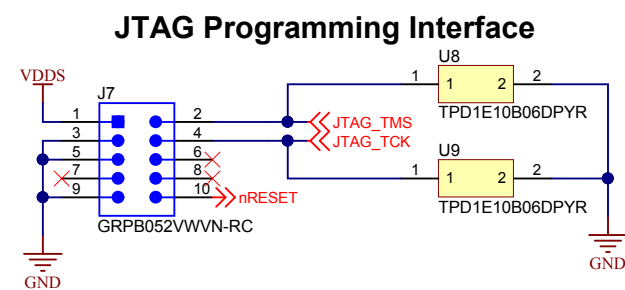 JTAG Programming Interface
U8
VDDS
J7
1 1 2 2
TPD1E10B06DPYR
1 2
JTAG_TMS
3 4
JTAG_TCK
U9
5 6
1 1 2 2
7 8
TPD1E10B06DPYR
9 10
nRESET
GRPB052VWVN-RC
GND
GND